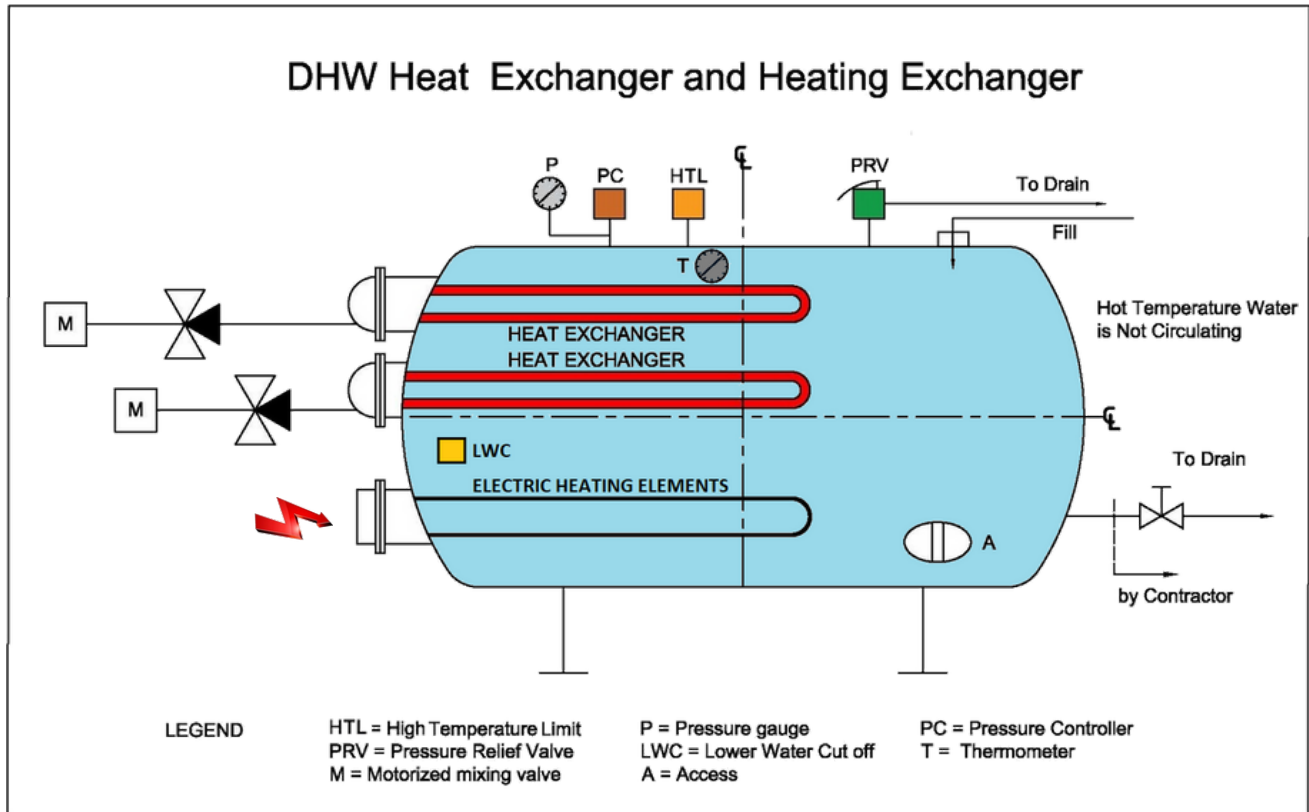 DHW Heat Exchanger and Heating Exchanger
P
PC
HTL
℄
PRV
To Drain
Fill
T
M
HEAT EXCHANGER
HEAT EXCHANGER
Hot Temperature Water
is Not Circulating
M
℄
LWC
To Drain
ELECTRIC HEATING ELEMENTS
A
by Contractor
LEGEND
HTL = High Temperature Limit
PRV = Pressure Relief Valve
M = Motorized mixing valve
P = Pressure gauge
LWC = Lower Water Cut off
A = Access
PC = Pressure Controller
T = Thermometer